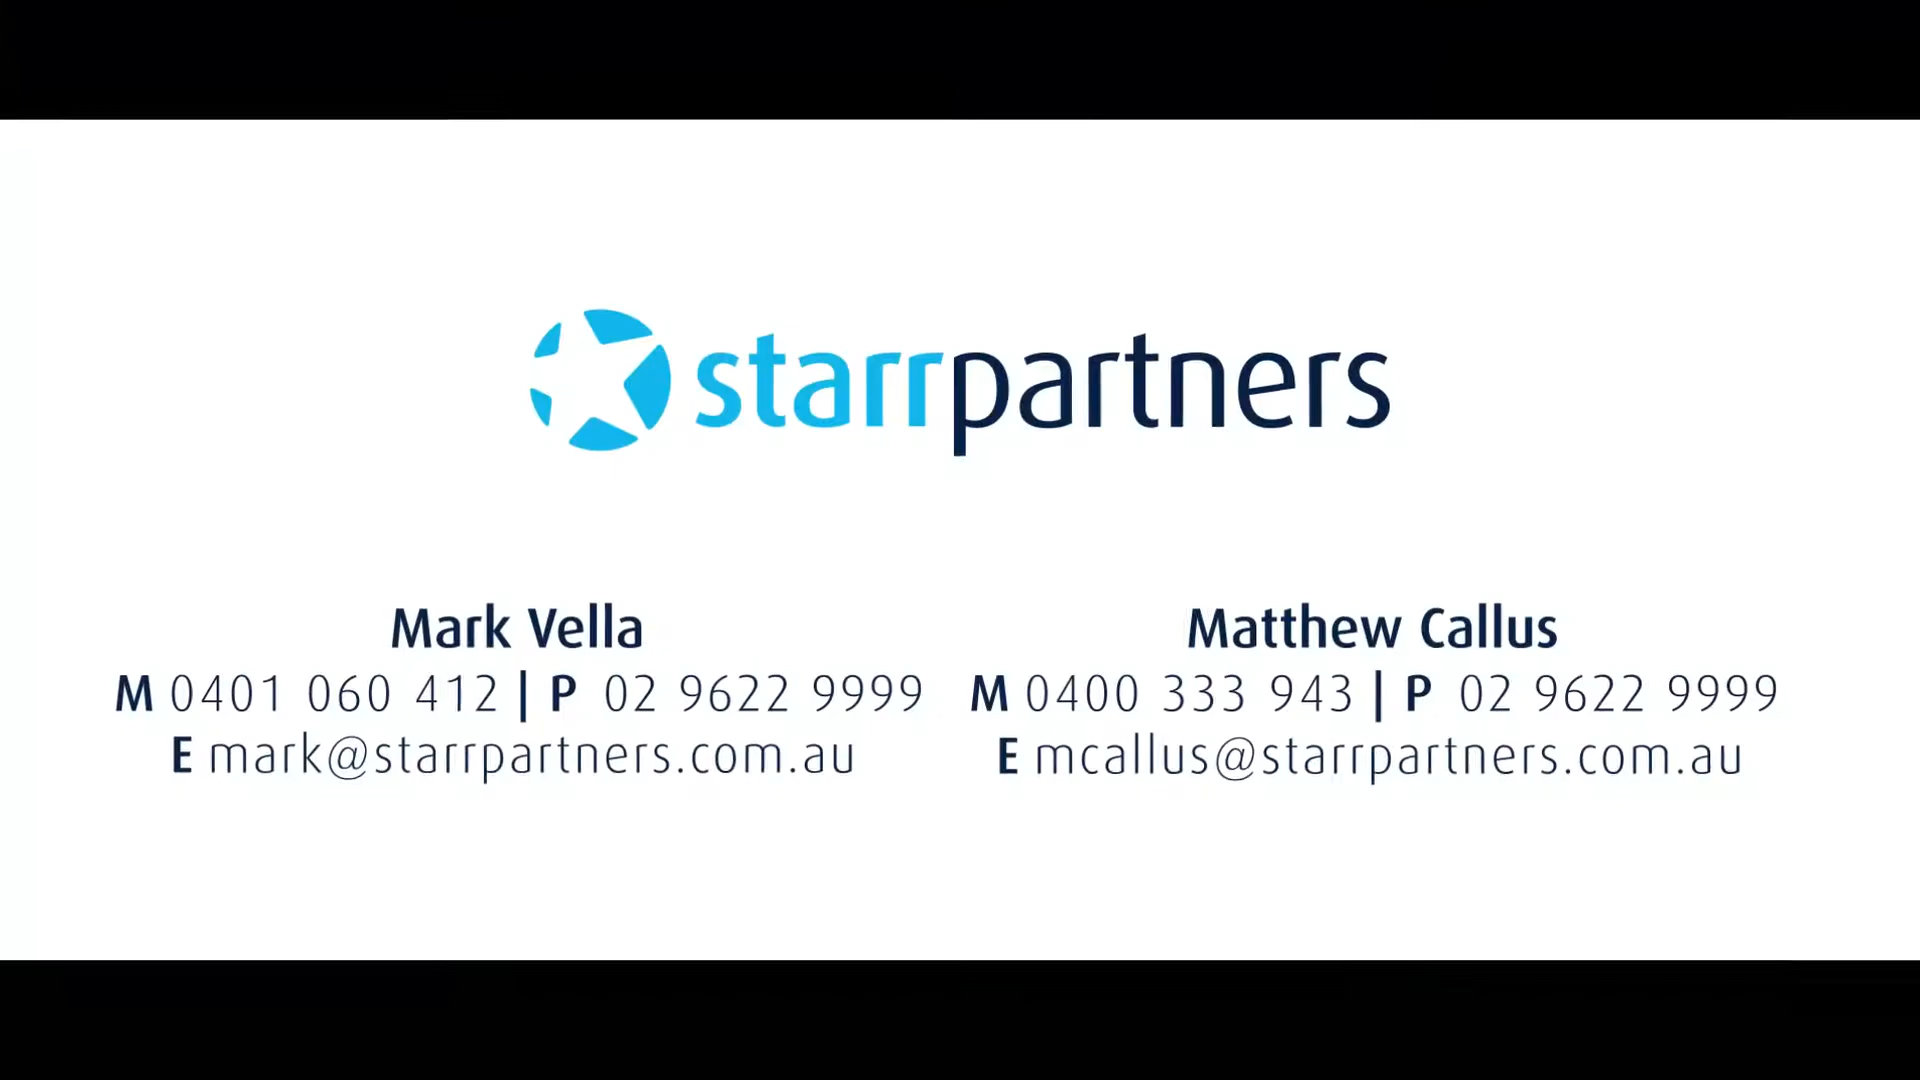 starrpartners
Mark Vella
M 0401 060 412 | P 02 9622 9999
E mark@starrpartners.com.au
Matthew Callus
M 0400 333 943 | P 02 9622 9999
E mcallus@starrpartners.com.au